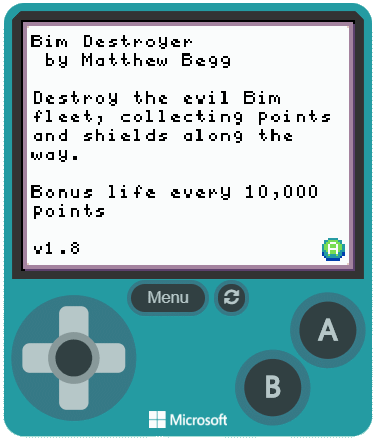 Bim Destroyer
by Matthew Begg
Destroy the evil Bim
fleet, collecting points
and shields along the
way.
Bonus life every 10,000
points
v1.8
A
Menu
A
B
Microsoft